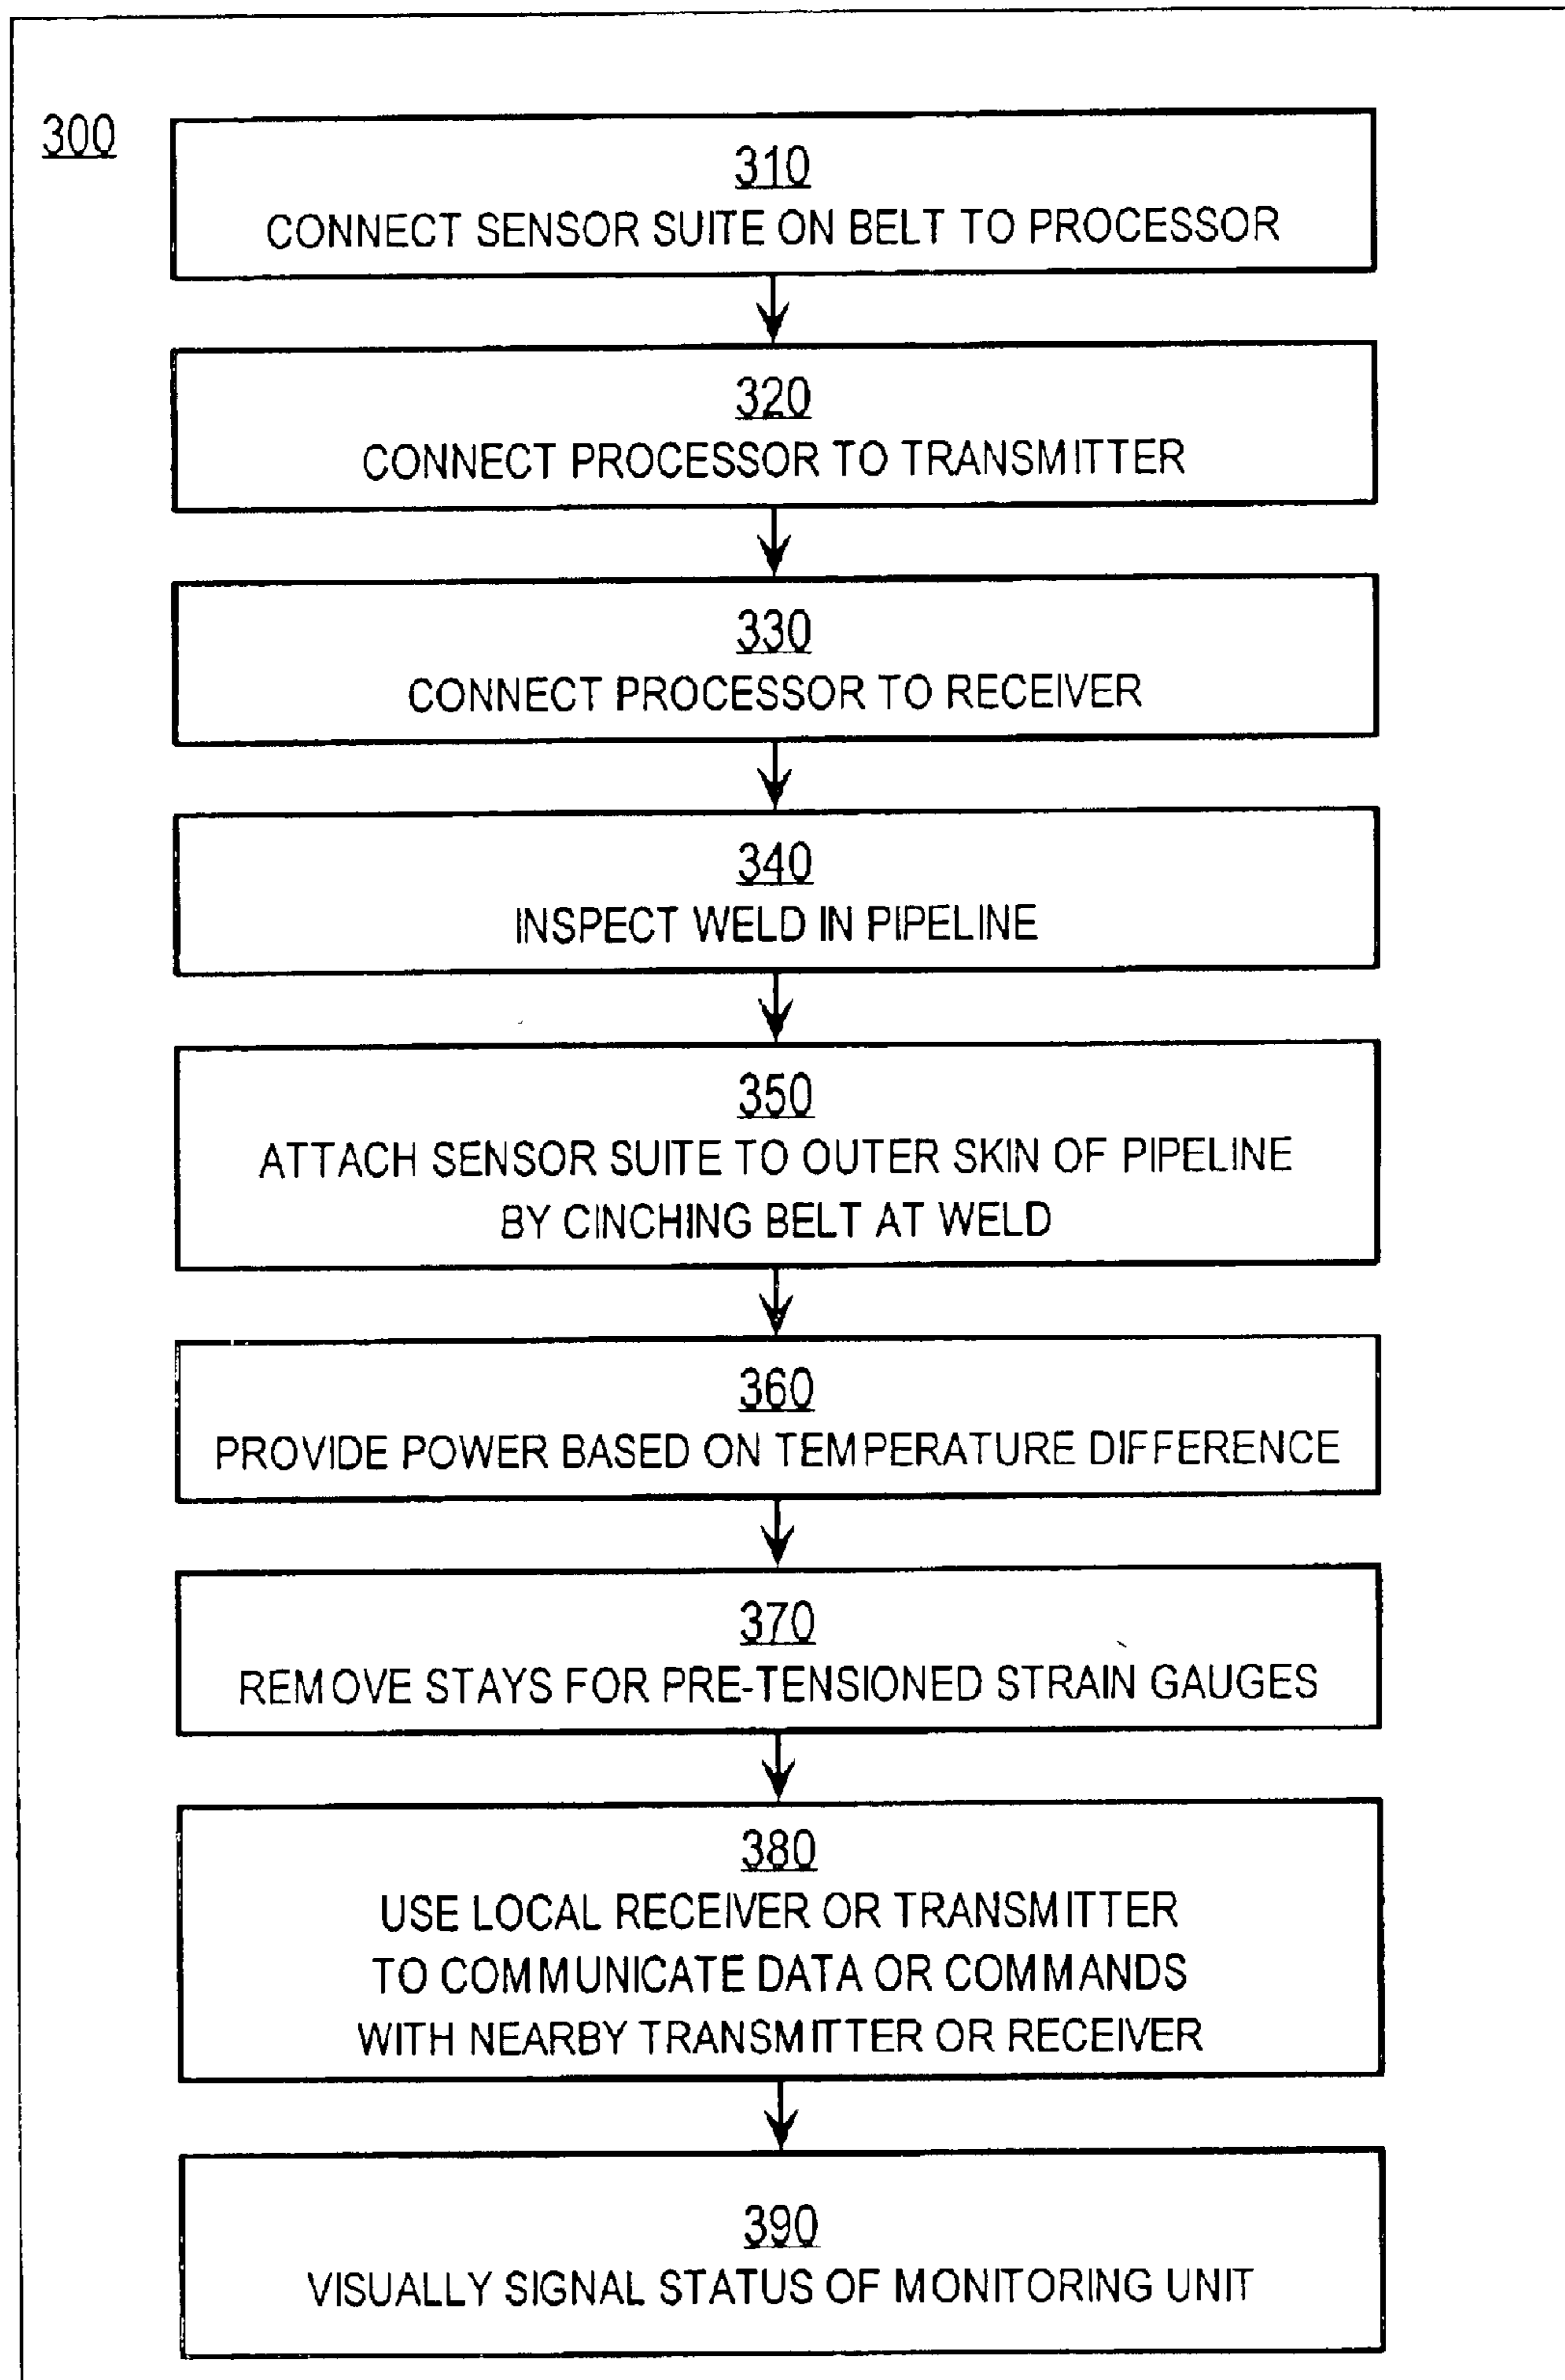 300
310
CONNECT SENSOR SUITE ON BELT TO PROCESSOR
320
CONNECT PROCESSOR TO TRANSMITTER
330
CONNECT PROCESSOR TO RECEIVER
340
INSPECT WELD IN PIPELINE
350
ATTACH SENSOR SUITE TO OUTER SKIN OF PIPELINE
BY CINCHING BELT AT WELD
360
PROVIDE POWER BASED ON TEMPERATURE DIFFERENCE
370
REMOVE STAYS FOR PRE-TENSIONED STRAIN GAUGES
380
USE LOCAL RECEIVER OR TRANSMITTER
TO COMMUNICATE DATA OR COMMANDS
WITH NEARBY TRANSMITTER OR RECEIVER
390
VISUALLY SIGNAL STATUS OF MONITORING UNIT